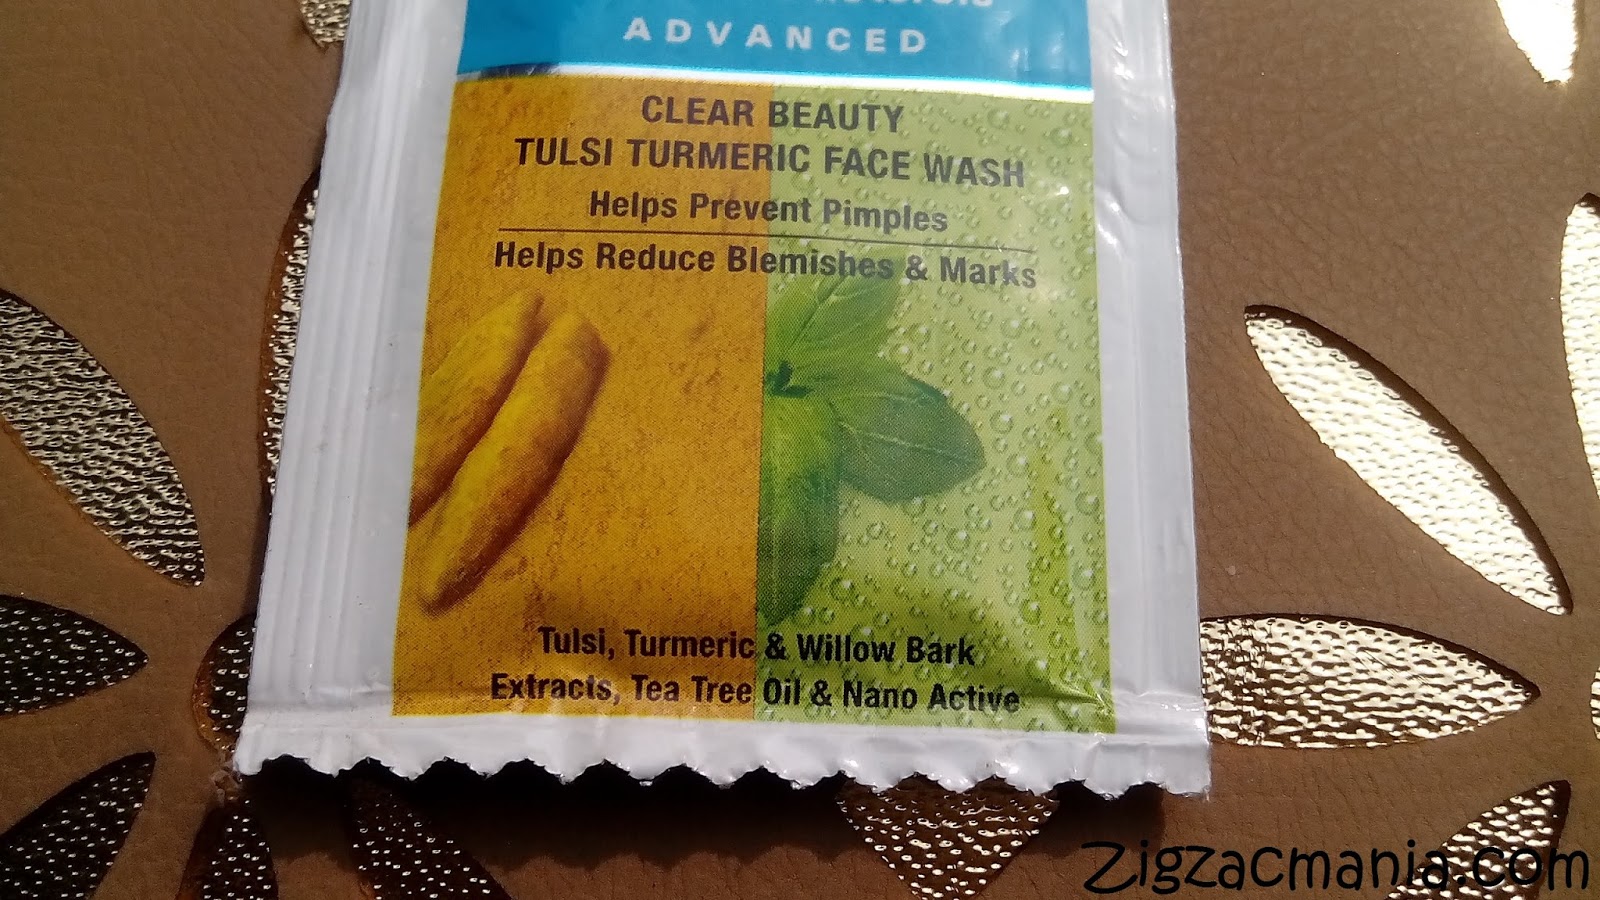 ADVANCED
CLEAR BEAUTY
TULSI TURMERIC FACE WASH
Helps Prevent Pimples
Helps Reduce Blemishes & Marks
Tulsi, Turmeric & Willow Bark
Extracts, Tea Tree Oil & Nano Active
Zigzacmania.com